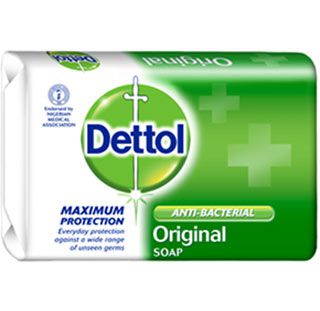 Original
Endorsed by
NIGERIAN
MEDICAL
ASSOCIATION
Dettol
MAXIMUM
PROTECTION
Everyday protection
against a wide range
of unseen germs
ANTI-BACTERIAL
Original
SOAP